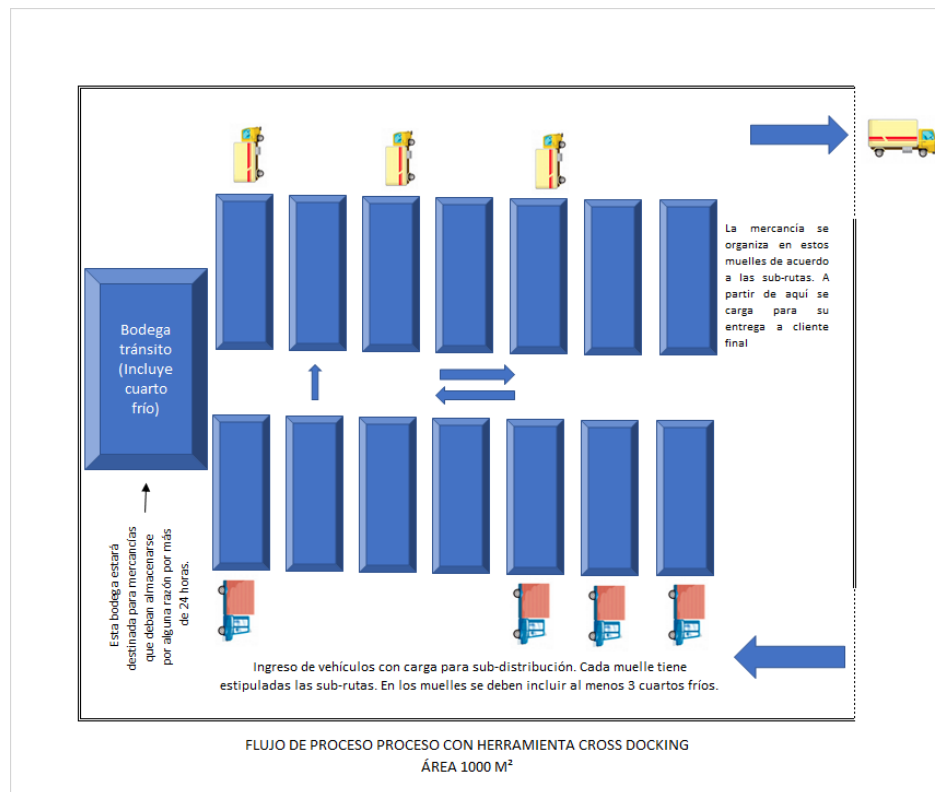 La mercancía se
organiza en estos
muelles de acuerdo
a las sub-rutas. A
partir de aquí se
carga para su
entrega a cliente
final
Bodega
tránsito
(Incluye
cuarto
frío)
Esta bodega estará
destinada para mercancías
que deban almacenarse
por alguna razón por más
de 24 horas.
Ingreso de vehículos con carga para sub-distribución. Cada muelle tiene
estipuladas las sub-rutas. En los muelles se deben incluir al menos 3 cuartos fríos.
FLUJO DE PROCESO PROCESO CON HERRAMIENTA CROSS DOCKING
ÁREA 1000 M²